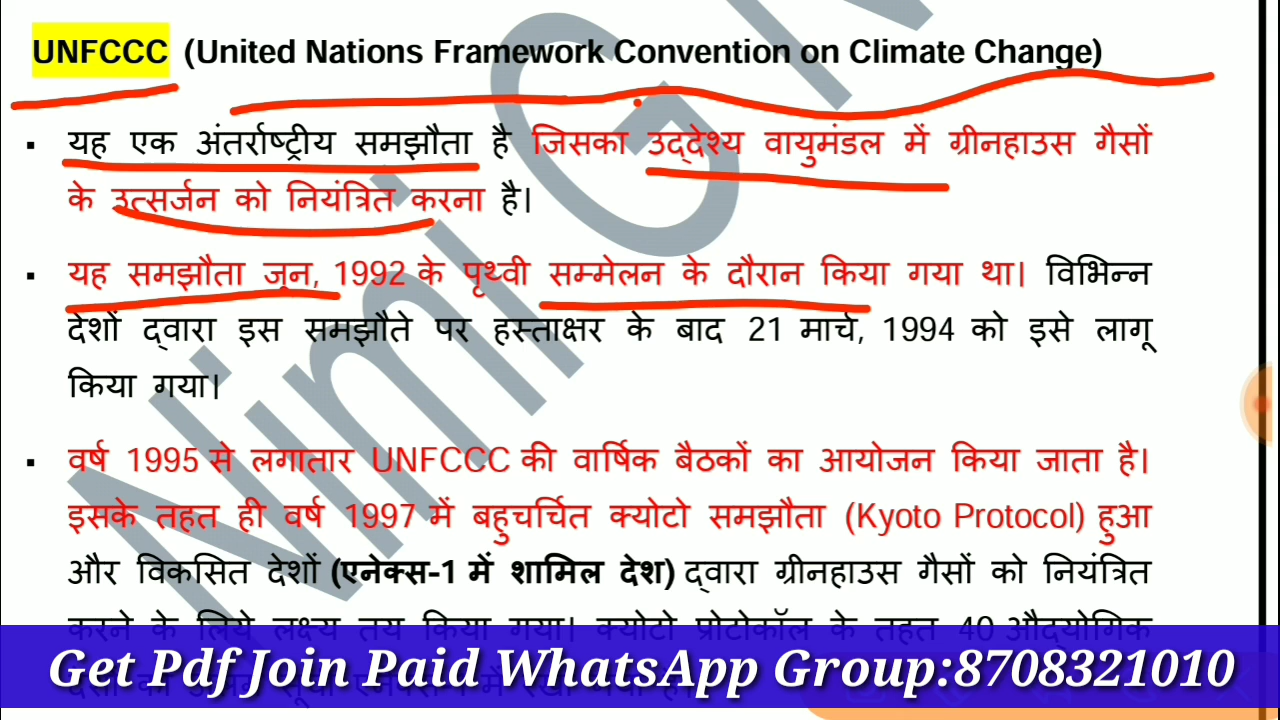 UNFCCC (United Nations Framework Convention on Climate Change)
▪ यह एक अंतर्राष्ट्रीय समझौता है जिसका उद्देश्य वायुमंडल में ग्रीनहाउस गैसों
के उत्सर्जन को नियंत्रित करना है।
▪ यह समझौता जून, 1992 के पृथ्वी सम्मेलन के दौरान किया गया था। विभिन्न
देशों द्वारा इस समझौते पर हस्ताक्षर के बाद 21 मार्च, 1994 को इसे लागू
किया गया।
▪ वर्ष 1995 से लगातार UNFCCC की वार्षिक बैठकों का आयोजन किया जाता है।
इसके तहत ही वर्ष 1997 में बहुचर्चित क्योटो समझौता (Kyoto Protocol) हुआ
और विकसित देशों (एनेक्स-1 में शामिल देश) द्वारा ग्रीनहाउस गैसों को नियंत्रित
करने के लिये लक्ष्य तय किया गया। क्योटो प्रोटोकॉल के तहत 40 औद्योगिक
Get Pdf Join Paid WhatsApp Group:8708321010
Nimi G